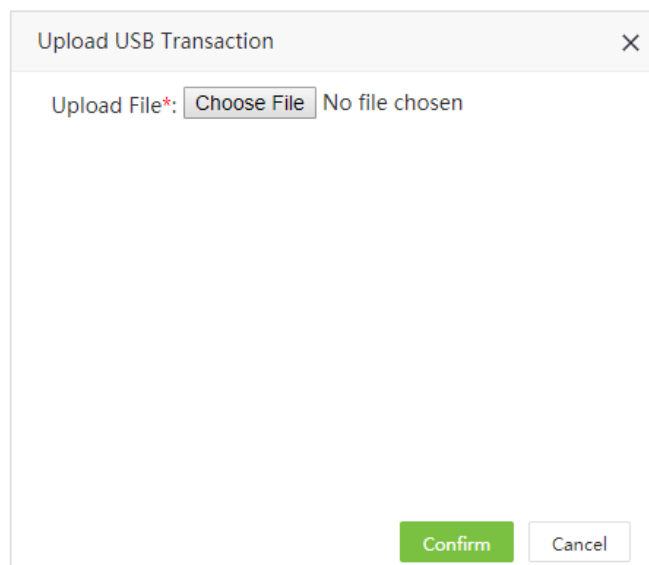 Upload USB Transaction
Upload File*: Choose File No file chosen
Confirm Cancel